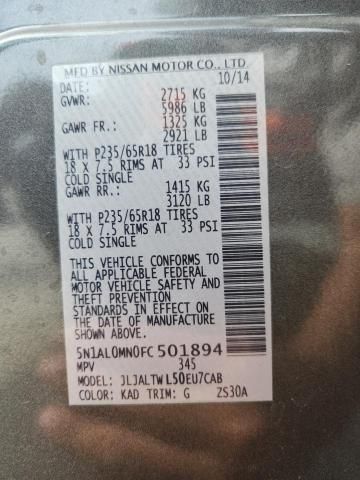 MFD BY NISSAN MOTOR CO., LTD
DATE: 10/14
GVWR: 2715 KG
5986 LB
GAWR FR.: 1325 KG
2921 LB
WITH P235/65R18 TIRES
18 X 7.5 RIMS AT 33 PSI
COLD SINGLE
GAWR RR.: 1415 KG
3120 LB
WITH P235/65R18 TIRES
18 X 7.5 RIMS AT 33 PSI
COLD SINGLE
THIS VEHICLE CONFORMS TO
ALL APPLICABLE FEDERAL
MOTOR VEHICLE SAFETY AND
THEFT PREVENTION
STANDARDS IN EFFECT ON
THE DATE OF MANUFACTURE
SHOWN ABOVE.
5N1AL0MN0FC501894
MPV 345
MODEL: JLJALTWL50EU7CAB
COLOR: KAD TRIM: G ZS30A